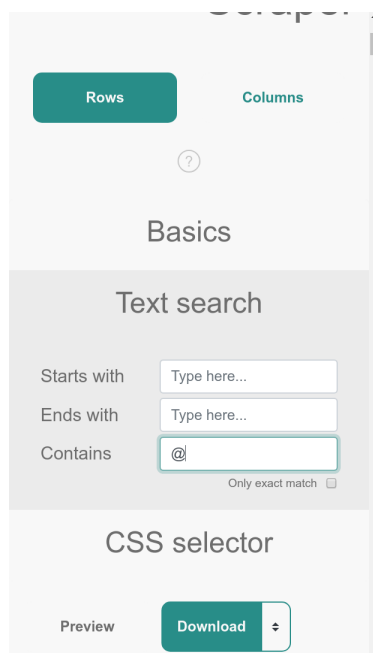 Rows Columns
?
Basics
Text search
Starts with Type here...
Ends with Type here...
Contains @
Only exact match
CSS selector
Preview Download